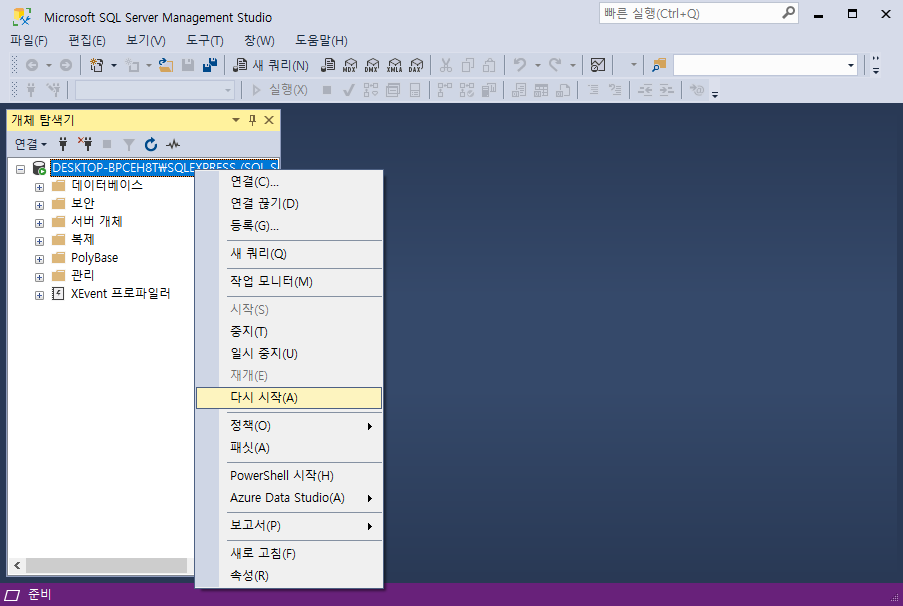 Microsoft SQL Server Management Studio
빠른 실행(Ctrl+Q)
파일(F) 편집(E) 보기(V) 도구(T) 창(W) 도움말(H)
새 쿼리(N) MDX DMX XMLA DAX
실행(X)
개체 탐색기
연결
DESKTOP-BPCEH8T\SQLEXPRESS (SQL S
데이터베이스
보안
서버 개체
복제
PolyBase
관리
XEvent 프로파일러
연결(C)...
연결 끊기(D)
등록(G)...
새 쿼리(Q)
작업 모니터(M)
시작(S)
중지(T)
일시 중지(U)
재개(E)
다시 시작(A)
정책(O)
패싯(A)
PowerShell 시작(H)
Azure Data Studio(A)
보고서(P)
새로 고침(F)
속성(R)
준비